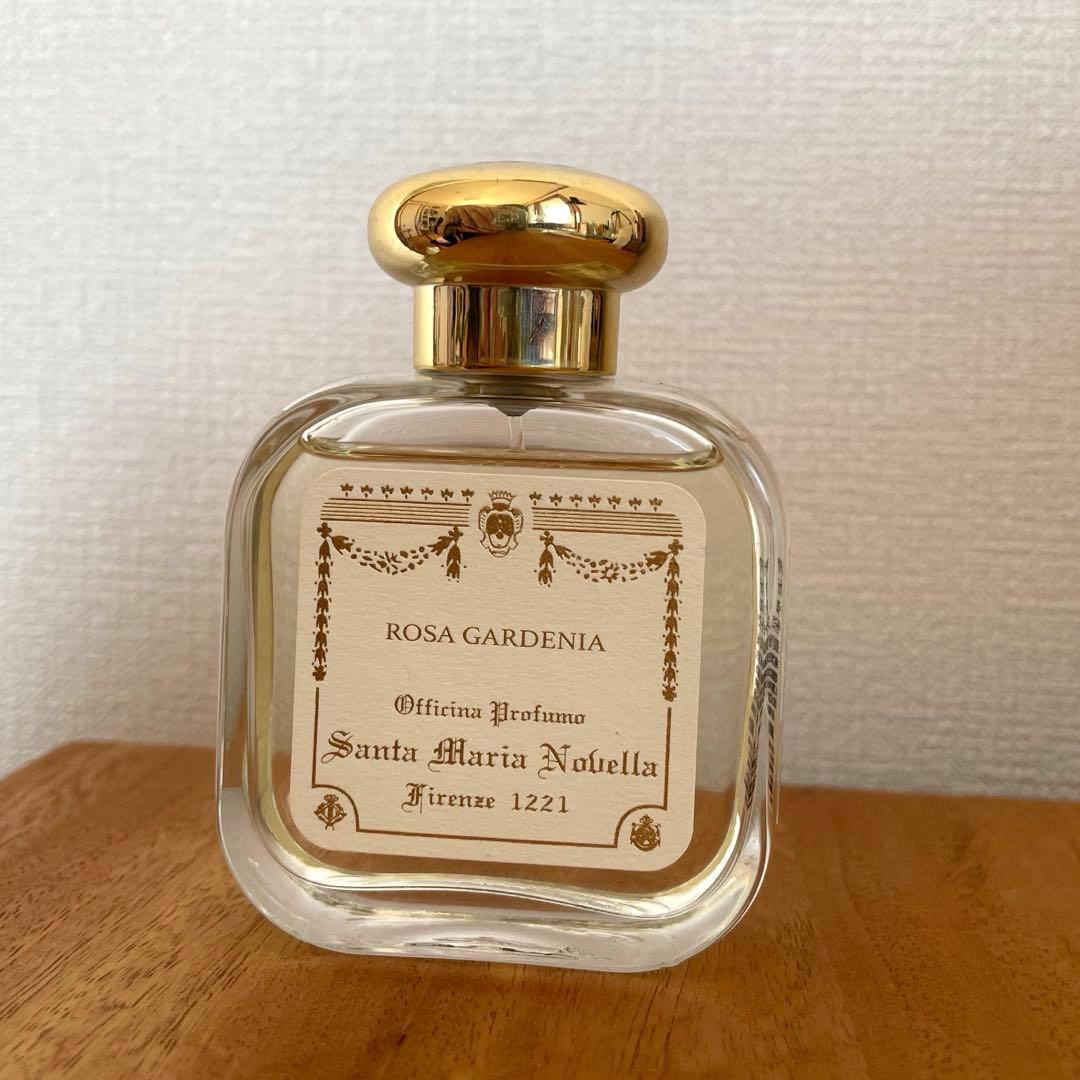 ROSA GARDENIA
Officina Profumo
Santa Maria Novella
Firenze 1221